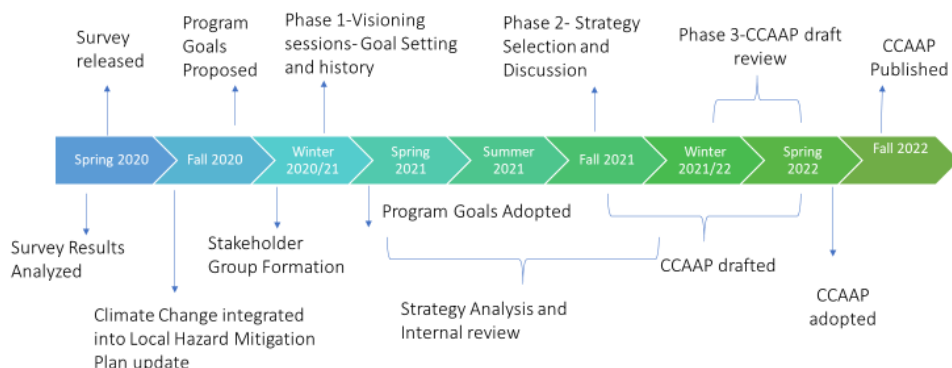 Survey
released
Program
Goals
Proposed
Phase 1-Visioning
sessions- Goal Setting
and history
Phase 2- Strategy
Selection and
Discussion
Phase 3-CCAAP draft
review
CCAAP
Published
Spring 2020
Fall 2020
Winter
2020/21
Spring
2021
Summer
2021
Fall 2021
Winter
2021/22
Spring
2022
Fall 2022
Survey Results
Analyzed
Climate Change integrated
into Local Hazard Mitigation
Plan update
Stakeholder
Group Formation
Program Goals Adopted
Strategy Analysis and
Internal review
CCAAP drafted
CCAAP
adopted